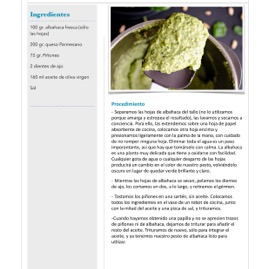 Ingredientes
100 gr. albahaca fresca (sólo
las hojas)
200 gr. queso Parmesano
75 gr. Piñones
2 dientes de ajo
160 ml aceite de oliva virgen
Sal
Procedimiento
- Separamos las hojas de albahaca del tallo (no lo utilizamos
porque amarga y estropea el resultado), las lavamos y secamos a
conciencia. Para ello, las extendemos sobre una hoja de papel
absorbente de cocina, colocamos otra hoja encima y
presionamos ligeramente con la palma de la mano, con cuidado
de no romper ninguna hoja. Eliminar toda el agua es un paso
importante, así que hay que tomárselo con calma. La albahaca
es una planta muy delicada que tiene a oxidarse con facilidad.
Cualquier gota de agua o cualquier desgarro de las hojas
producirá un cambio en el color de nuestro pesto, volviéndolo
oscuro en lugar de quedar verde brillante y claro.
- Mientras las hojas de albahaca se secan, pelamos los dientes
de ajo, los cortamos en dos, a lo largo, y retiramos el germen.
- Tostamos los piñones en una sartén, sin aceite. Colocamos
todos los ingredientes en el vaso de un robot de cocina, junto
con la mitad del aceite y una pizca de sal, y trituramos.
-Cuando hayamos obtenido una papilla y no se aprecien trozos
de piñones ni de albahaca, dejamos de triturar para añadir el
resto del aceite. Trituramos de nuevo, sólo para integrar el
aceite, y ya tenemos nuestro pesto de albahaca listo para
utilizar.